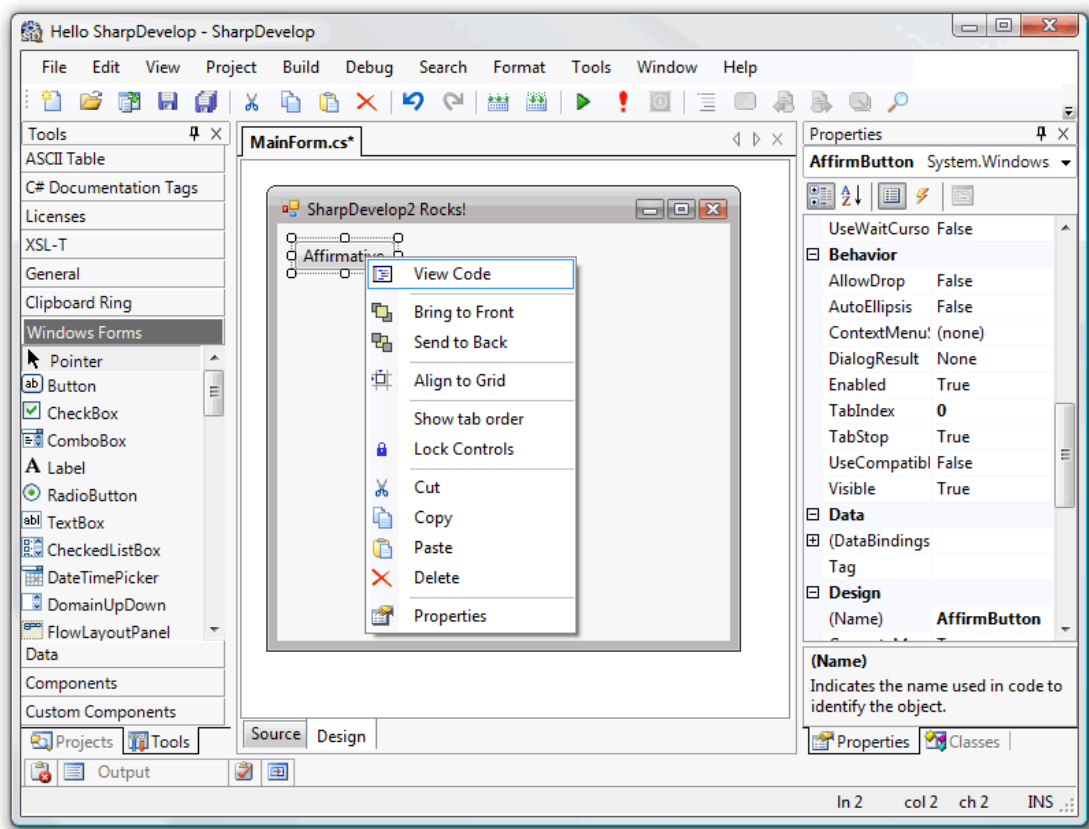 Hello SharpDevelop - SharpDevelop
File Edit View Project Build Debug Search Format Tools Window Help
Tools
ASCII Table
C# Documentation Tags
Licenses
XSL-T
General
Clipboard Ring
Windows Forms
Pointer
ab Button
CheckBox
ComboBox
A Label
RadioButton
abl TextBox
CheckedListBox
DateTimePicker
DomainUpDown
FlowLayoutPanel
Data
Components
Custom Components
Projects Tools
MainForm.cs*
SharpDevelop2 Rocks!
Affirmative
View Code
Bring to Front
Send to Back
Align to Grid
Show tab order
Lock Controls
Cut
Copy
Paste
Delete
Properties
Source Design
Properties
AffirmButton System.Windows
UseWaitCurso False
Behavior
AllowDrop False
AutoEllipsis False
ContextMenu (none)
DialogResult None
Enabled True
TabIndex 0
TabStop True
UseCompatibl False
Visible True
Data
(DataBindings
Tag
Design
(Name) AffirmButton
(Name)
Indicates the name used in code to
identify the object.
Properties Classes
Output
ln 2 col 2 ch 2 INS